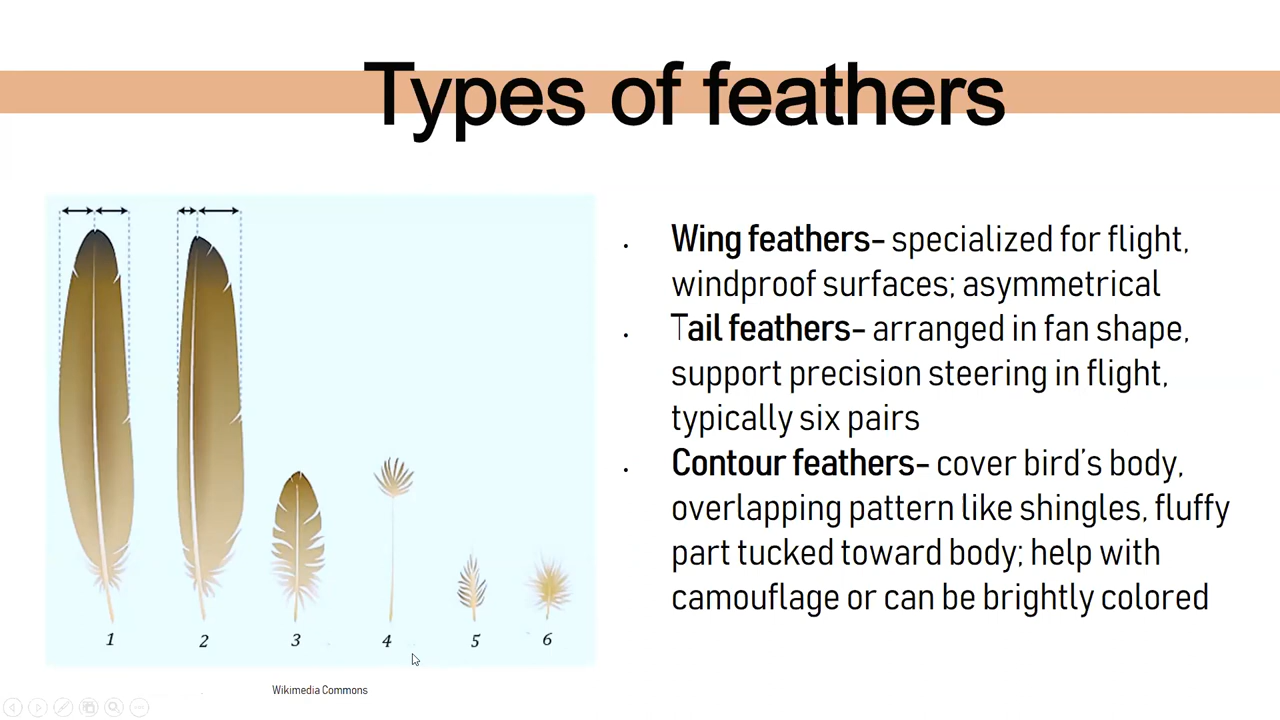 Types of feathers
1 2 3 4 5 6
Wikimedia Commons
. Wing feathers- specialized for flight,
windproof surfaces; asymmetrical
. Tail feathers- arranged in fan shape,
support precision steering in flight,
typically six pairs
. Contour feathers- cover bird's body,
overlapping pattern like shingles, fluffy
part tucked toward body; help with
camouflage or can be brightly colored